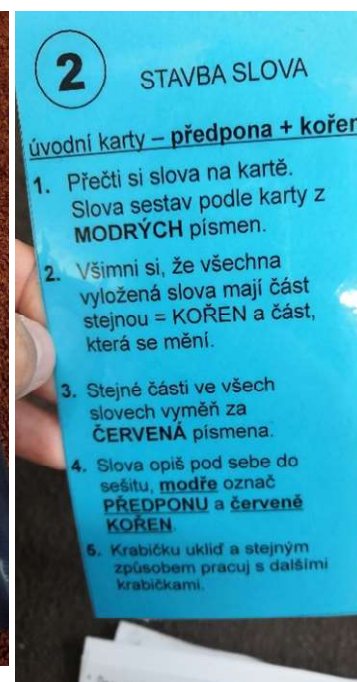 2
STAVBA SLOVA
úvodní karty – předpona + kořen
1. Přečti si slova na kartě.
Slova sestav podle karty z
MODRÝCH písmen.
2. Všimni si, že všechna
vyložená slova mají část
stejnou = KOŘEN a část,
která se mění.
3. Stejné části ve všech
slovech vyměň za
ČERVENÁ písmena.
4. Slova opiš pod sebe do
sešitu, modře označ
PŘEDPONU a červeně
KOŘEN.
5. Krabičku ukliď a stejným
způsobem pracuj s dalšími
krabičkami.